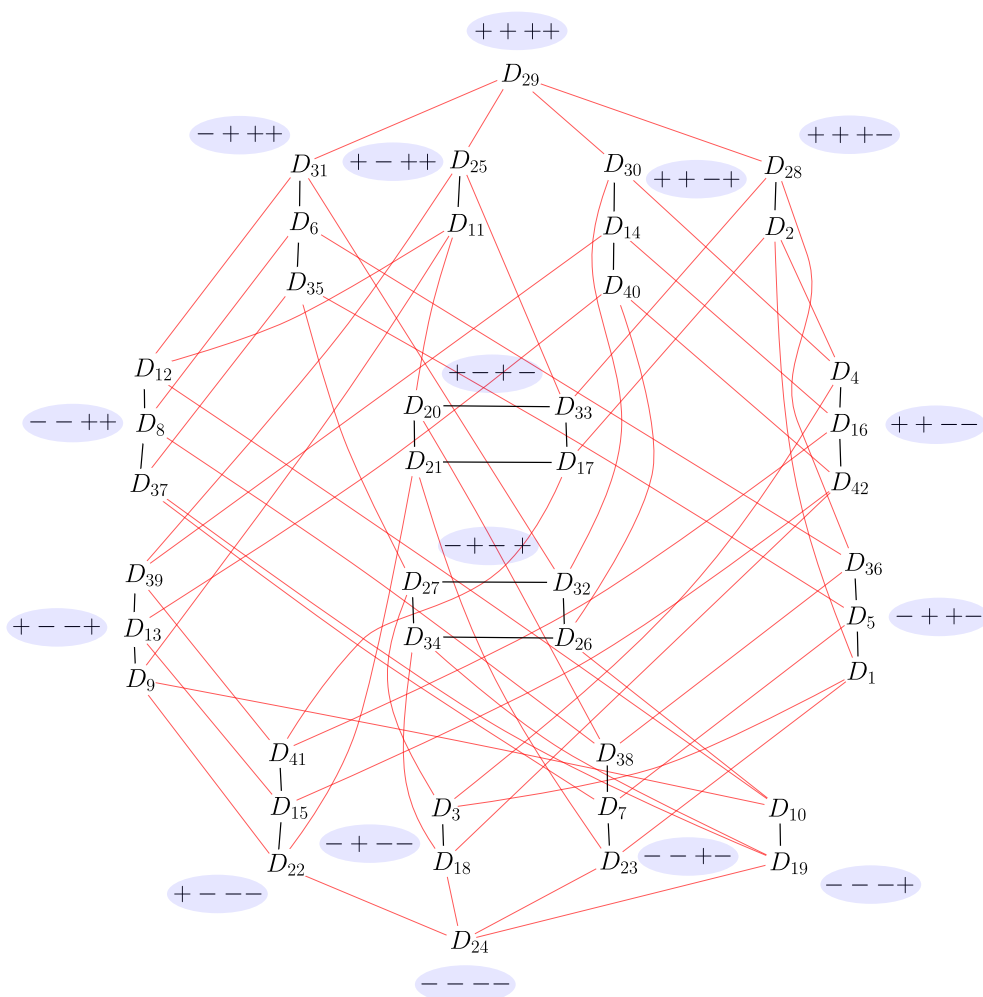 + + + +
D₂₉
− + + +
+ + + −
+ − + +
D₃₁
D₂₅
D₃₀
D₂₈
+ + − +
D₆
D₁₁
D₁₄
D₂
D₃₅
D₄₀
D₁₂
+ − + −
D₄
D₂₀
D₃₃
− − + +
D₈
D₁₆
+ + − −
D₂₁
D₁₇
D₃₇
D₄₂
− + − +
D₃₉
D₃₆
D₂₇
D₃₂
+ − − +
D₁₃
D₅
− + + −
D₃₄
D₂₆
D₉
D₁
D₄₁
D₃₈
D₁₅
D₃
D₇
D₁₀
− + − −
D₂₂
D₁₈
D₂₃
− − + −
D₁₉
+ − − −
− − − +
D₂₄
− − − −